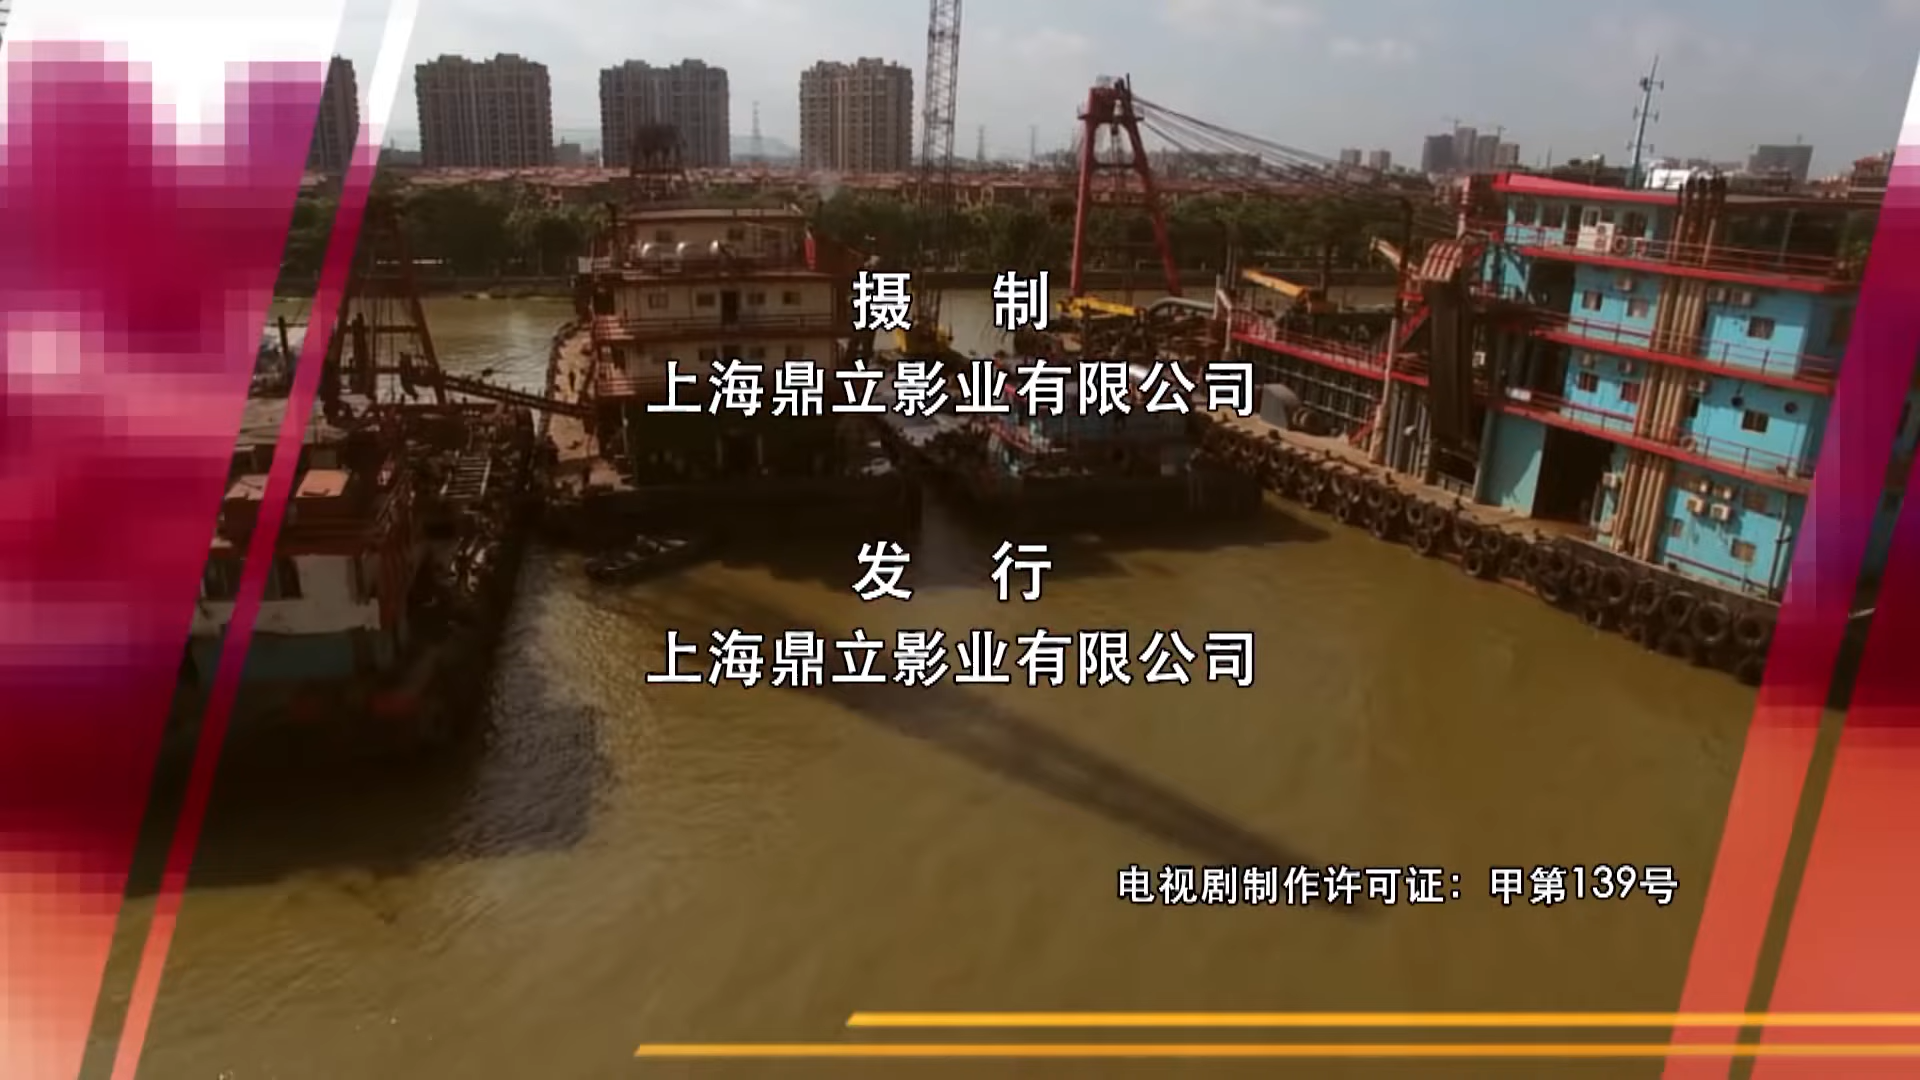 摄 制
上海鼎立影业有限公司
发 行
上海鼎立影业有限公司
电视剧制作许可证：甲第139号